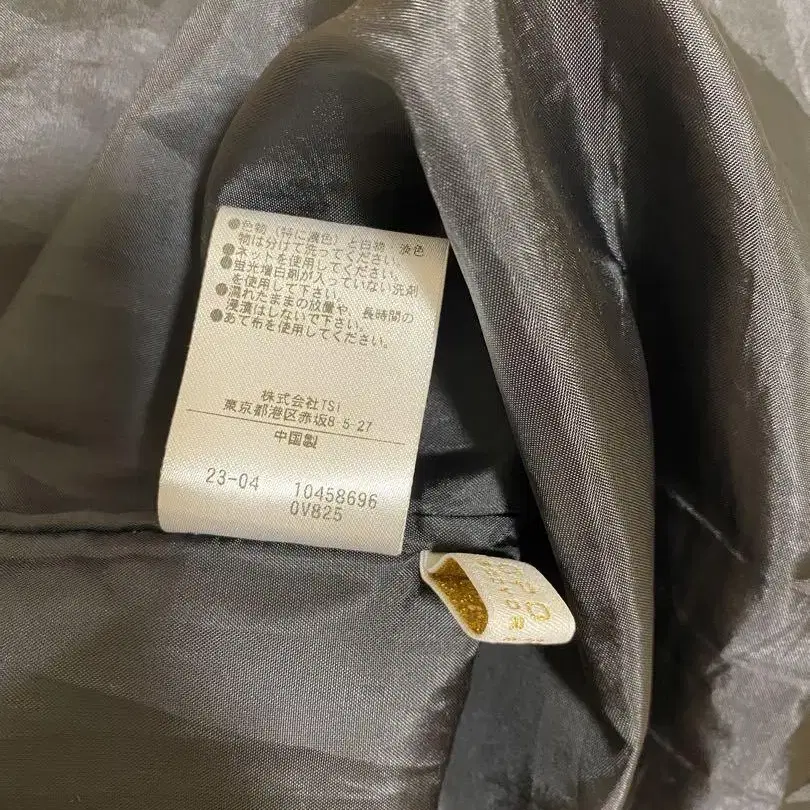 ●色物（特に濃色）と白物 淡色
物は分けて洗ってください。
●ネットを使用してください。
●蛍光増白剤が入っていない洗剤
を使用して下さい。
●濡れたままの放置や、長時間の
浸漬はしないで下さい。
●あて布を使用してください。
株式会社TSI
東京都港区赤坂8-5-27
中国製
23-04 10458696
0V825